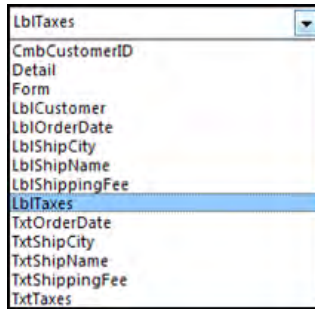 LblTaxes
CmbCustomerID
Detail
Form
LblCustomer
LblOrderDate
LblShipCity
LblShipName
LblShippingFee
LblTaxes
TxtOrderDate
TxtShipCity
TxtShipName
TxtShippingFee
TxtTaxes